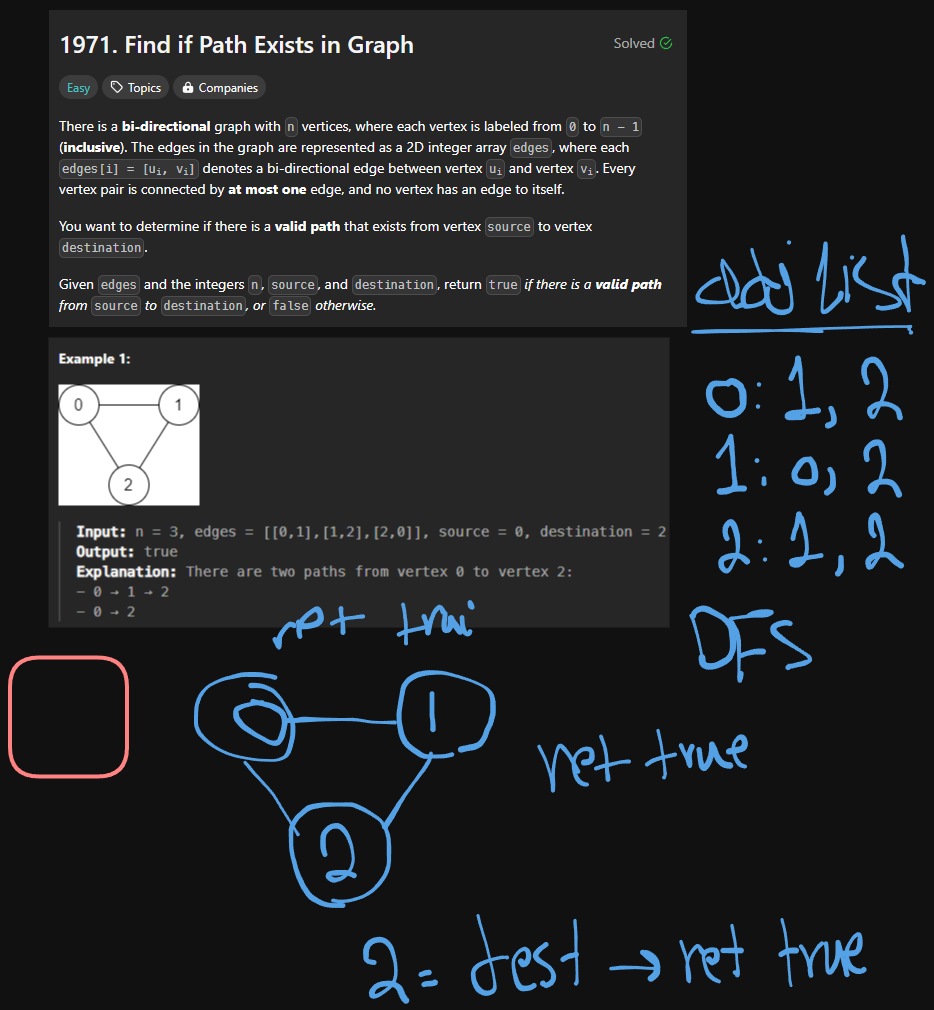 1971. Find if Path Exists in Graph
Solved
Easy Topics Companies
There is a bi-directional graph with n vertices, where each vertex is labeled from 0 to n - 1
(inclusive). The edges in the graph are represented as a 2D integer array edges, where each
edges[i] = [uᵢ, vᵢ] denotes a bi-directional edge between vertex uᵢ and vertex vᵢ. Every
vertex pair is connected by at most one edge, and no vertex has an edge to itself.
You want to determine if there is a valid path that exists from vertex source to vertex
destination.
Given edges and the integers n, source, and destination, return true if there is a valid path
from source to destination, or false otherwise.
Example 1:
0 1
2
Input: n = 3, edges = [[0,1],[1,2],[2,0]], source = 0, destination = 2
Output: true
Explanation: There are two paths from vertex 0 to vertex 2:
- 0 → 1 → 2
- 0 → 2
Adj List
0: 1, 2
1: 0, 2
2: 1, 2
DFS
ret
0 1
ret true
2
2 = dest → ret true